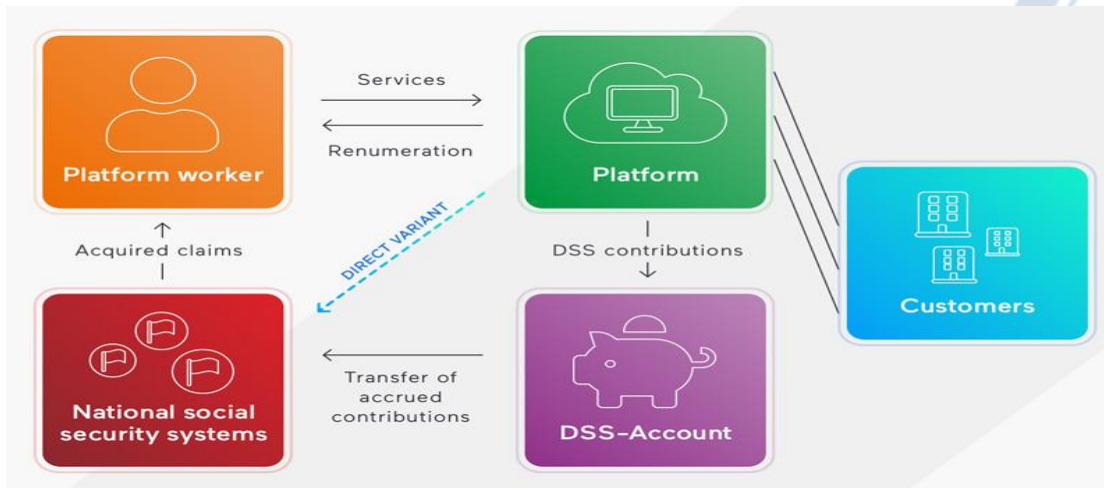 Services
Renumeration
Platform worker
Platform
DIRECT VARIANT
Acquired claims
DSS contributions
Customers
National social
security systems
Transfer of
accrued
contributions
DSS-Account